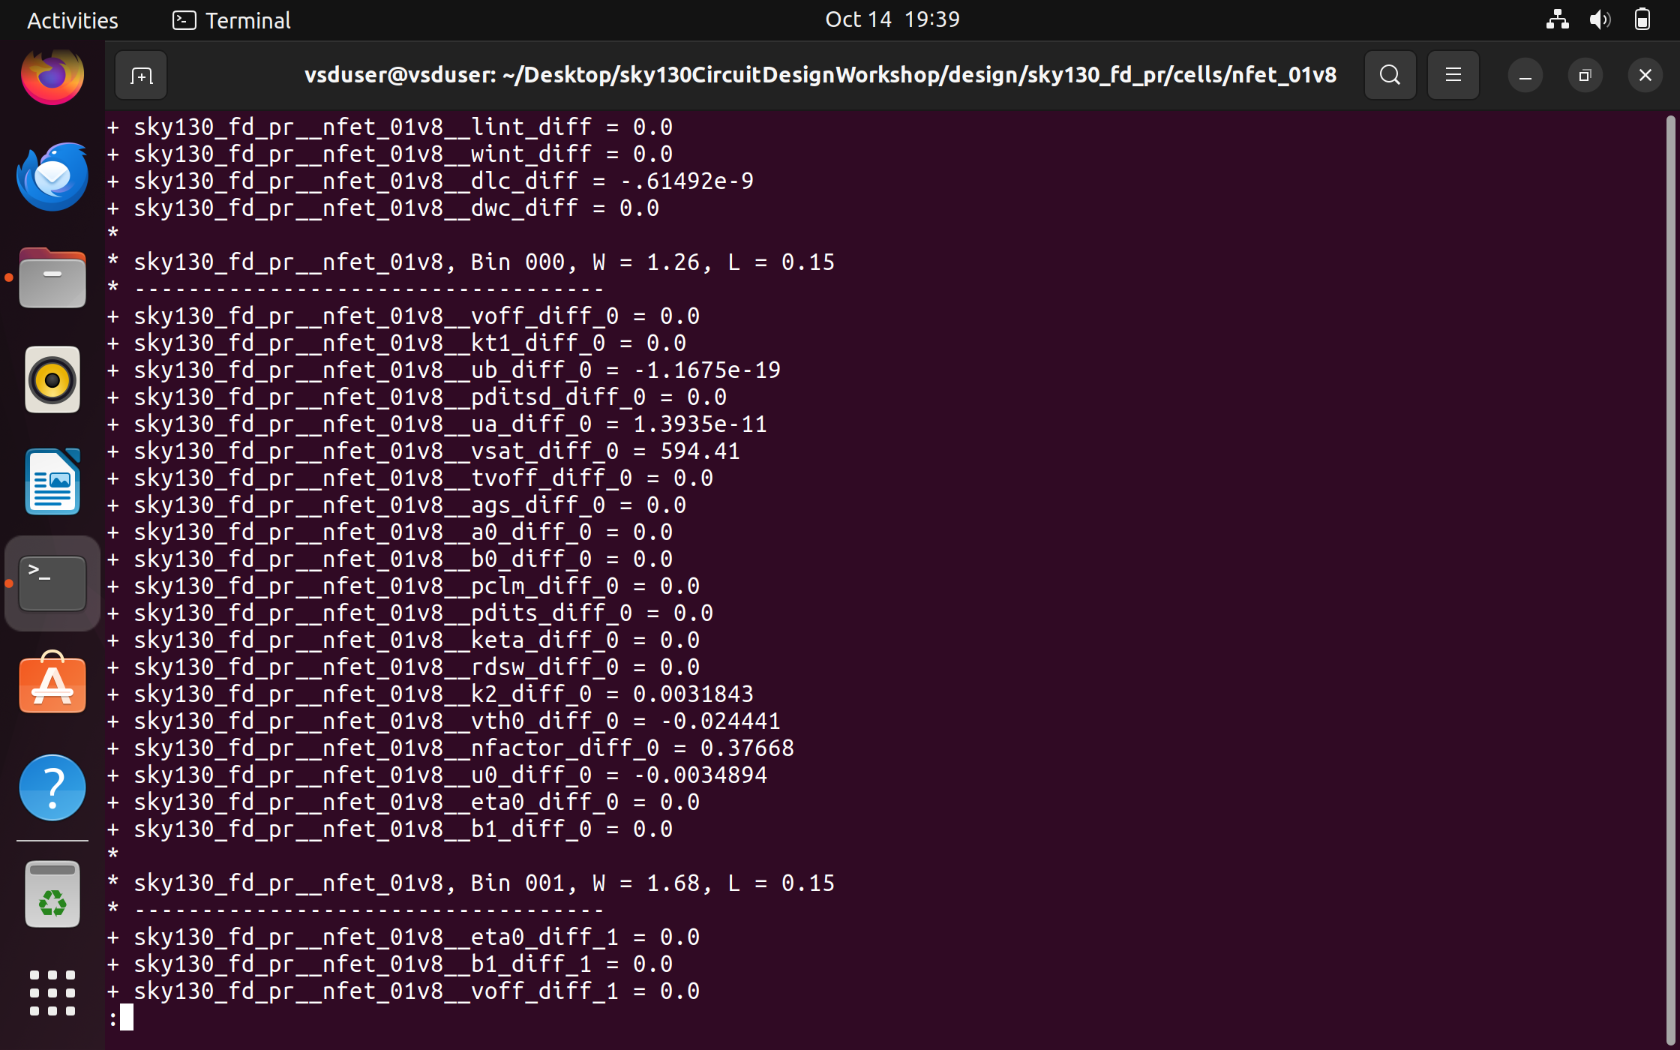 Activities
Terminal
Oct 14 19:39
vsduser@vsduser: ~/Desktop/sky130CircuitDesignWorkshop/design/sky130_fd_pr/cells/nfet_01v8
+ sky130_fd_pr__nfet_01v8__lint_diff = 0.0
+ sky130_fd_pr__nfet_01v8__wint_diff = 0.0
+ sky130_fd_pr__nfet_01v8__dlc_diff = -.61492e-9
+ sky130_fd_pr__nfet_01v8__dwc_diff = 0.0
*
* sky130_fd_pr__nfet_01v8, Bin 000, W = 1.26, L = 0.15
* -----------------------------------
+ sky130_fd_pr__nfet_01v8__voff_diff_0 = 0.0
+ sky130_fd_pr__nfet_01v8__kt1_diff_0 = 0.0
+ sky130_fd_pr__nfet_01v8__ub_diff_0 = -1.1675e-19
+ sky130_fd_pr__nfet_01v8__pditsd_diff_0 = 0.0
+ sky130_fd_pr__nfet_01v8__ua_diff_0 = 1.3935e-11
+ sky130_fd_pr__nfet_01v8__vsat_diff_0 = 594.41
+ sky130_fd_pr__nfet_01v8__tvoff_diff_0 = 0.0
+ sky130_fd_pr__nfet_01v8__ags_diff_0 = 0.0
+ sky130_fd_pr__nfet_01v8__a0_diff_0 = 0.0
+ sky130_fd_pr__nfet_01v8__b0_diff_0 = 0.0
+ sky130_fd_pr__nfet_01v8__pclm_diff_0 = 0.0
+ sky130_fd_pr__nfet_01v8__pdits_diff_0 = 0.0
+ sky130_fd_pr__nfet_01v8__keta_diff_0 = 0.0
+ sky130_fd_pr__nfet_01v8__rdsw_diff_0 = 0.0
+ sky130_fd_pr__nfet_01v8__k2_diff_0 = 0.0031843
+ sky130_fd_pr__nfet_01v8__vth0_diff_0 = -0.024441
+ sky130_fd_pr__nfet_01v8__nfactor_diff_0 = 0.37668
+ sky130_fd_pr__nfet_01v8__u0_diff_0 = -0.0034894
+ sky130_fd_pr__nfet_01v8__eta0_diff_0 = 0.0
+ sky130_fd_pr__nfet_01v8__b1_diff_0 = 0.0
*
* sky130_fd_pr__nfet_01v8, Bin 001, W = 1.68, L = 0.15
* -----------------------------------
+ sky130_fd_pr__nfet_01v8__eta0_diff_1 = 0.0
+ sky130_fd_pr__nfet_01v8__b1_diff_1 = 0.0
+ sky130_fd_pr__nfet_01v8__voff_diff_1 = 0.0
: